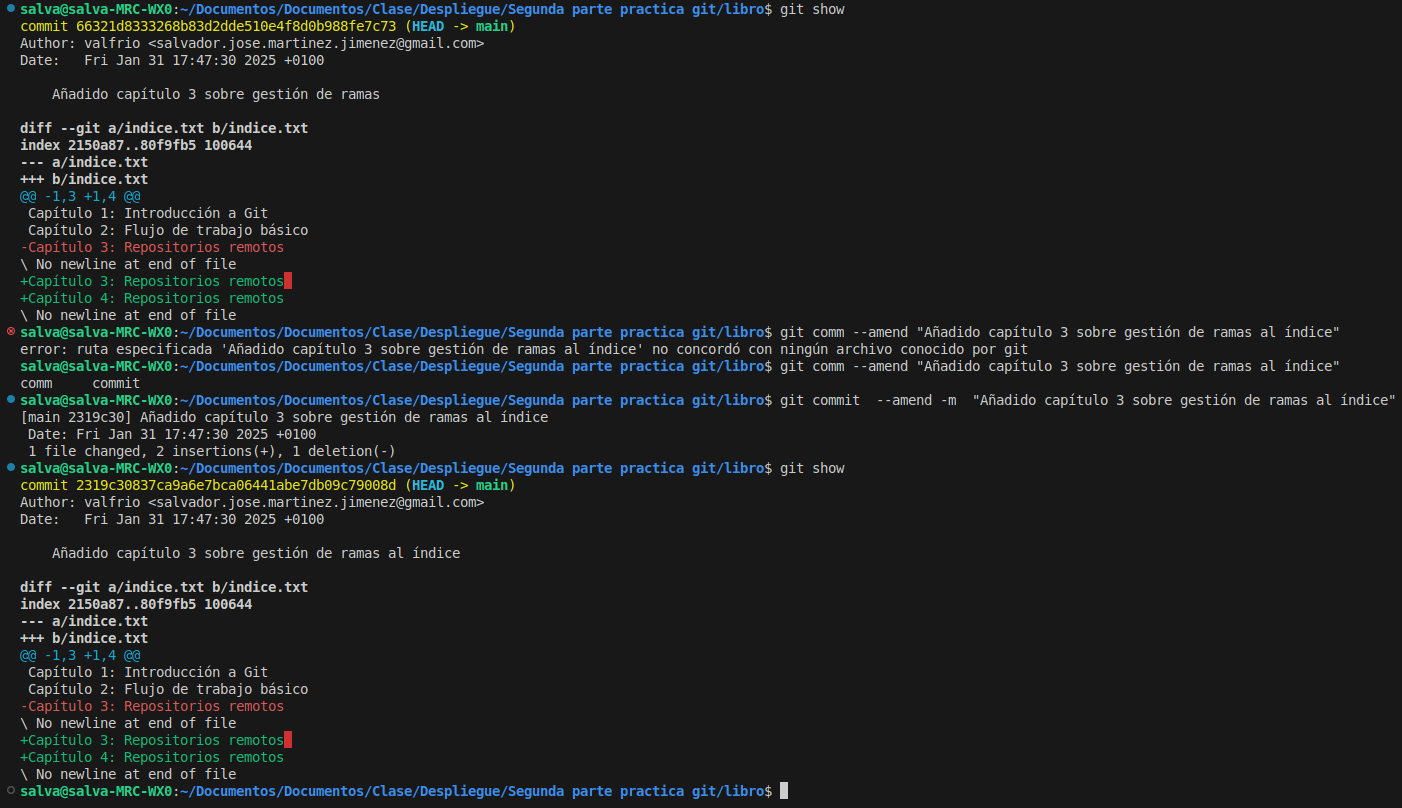 salva@salva-MRC-WX0:~/Documentos/Documentos/Clase/Despliegue/Segunda parte practica git/libro$ git show
commit 66321d8333268b83d2dde510e4f8d0b988fe7c73 (HEAD -> main)
Author: valfrio <salvador.jose.martinez.jimenez@gmail.com>
Date:   Fri Jan 31 17:47:30 2025 +0100
    Añadido capítulo 3 sobre gestión de ramas
diff --git a/indice.txt b/indice.txt
index 2150a87..80f9fb5 100644
--- a/indice.txt
+++ b/indice.txt
@@ -1,3 +1,4 @@
 Capítulo 1: Introducción a Git
 Capítulo 2: Flujo de trabajo básico
-Capítulo 3: Repositorios remotos
\ No newline at end of file
+Capítulo 3: Repositorios remotos
+Capítulo 4: Repositorios remotos
\ No newline at end of file
salva@salva-MRC-WX0:~/Documentos/Documentos/Clase/Despliegue/Segunda parte practica git/libro$ git comm --amend "Añadido capítulo 3 sobre gestión de ramas al índice"
error: ruta especificada 'Añadido capítulo 3 sobre gestión de ramas al índice' no concordó con ningún archivo conocido por git
salva@salva-MRC-WX0:~/Documentos/Documentos/Clase/Despliegue/Segunda parte practica git/libro$ git comm --amend "Añadido capítulo 3 sobre gestión de ramas al índice"
comm     commit
salva@salva-MRC-WX0:~/Documentos/Documentos/Clase/Despliegue/Segunda parte practica git/libro$ git commit  --amend -m  "Añadido capítulo 3 sobre gestión de ramas al índice"
[main 2319c30] Añadido capítulo 3 sobre gestión de ramas al índice
 Date: Fri Jan 31 17:47:30 2025 +0100
 1 file changed, 2 insertions(+), 1 deletion(-)
salva@salva-MRC-WX0:~/Documentos/Documentos/Clase/Despliegue/Segunda parte practica git/libro$ git show
commit 2319c30837ca9a6e7bca06441abe7db09c79008d (HEAD -> main)
Author: valfrio <salvador.jose.martinez.jimenez@gmail.com>
Date:   Fri Jan 31 17:47:30 2025 +0100
    Añadido capítulo 3 sobre gestión de ramas al índice
diff --git a/indice.txt b/indice.txt
index 2150a87..80f9fb5 100644
--- a/indice.txt
+++ b/indice.txt
@@ -1,3 +1,4 @@
 Capítulo 1: Introducción a Git
 Capítulo 2: Flujo de trabajo básico
-Capítulo 3: Repositorios remotos
\ No newline at end of file
+Capítulo 3: Repositorios remotos
+Capítulo 4: Repositorios remotos
\ No newline at end of file
salva@salva-MRC-WX0:~/Documentos/Documentos/Clase/Despliegue/Segunda parte practica git/libro$